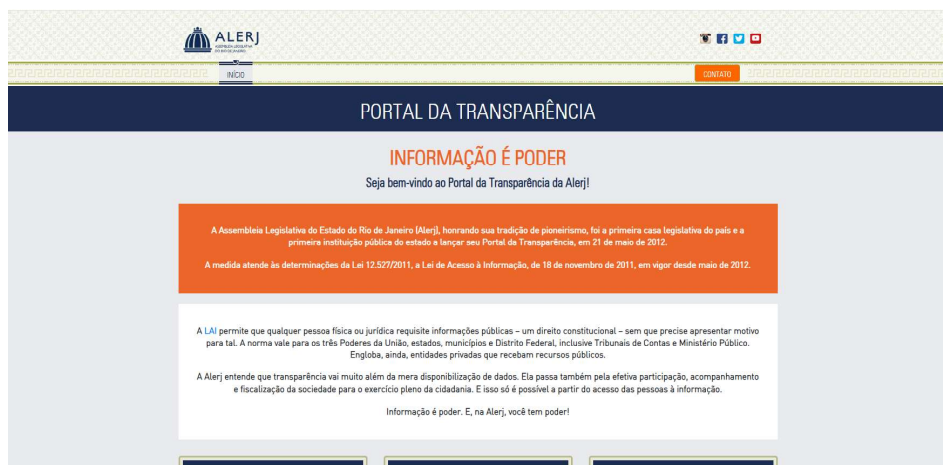 ALERJ
ASSEMBLEIA LEGISLATIVA
DO RIO DE JANEIRO
INÍCIO
CONTATO
PORTAL DA TRANSPARÊNCIA
INFORMAÇÃO É PODER
Seja bem-vindo ao Portal da Transparência da Alerj!
A Assembleia Legislativa do Estado do Rio de Janeiro (Alerj), honrando sua tradição de pioneirismo, foi a primeira casa legislativa do país e a
primeira instituição pública do estado a lançar seu Portal da Transparência, em 21 de maio de 2012.
A medida atende às determinações da Lei 12.527/2011, a Lei de Acesso à Informação, de 18 de novembro de 2011, em vigor desde maio de 2012.
A LAI permite que qualquer pessoa física ou jurídica requisite informações públicas – um direito constitucional – sem que precise apresentar motivo
para tal. A norma vale para os três Poderes da União, estados, municípios e Distrito Federal, inclusive Tribunais de Contas e Ministério Público.
Engloba, ainda, entidades privadas que recebam recursos públicos.
A Alerj entende que transparência vai muito além da mera disponibilização de dados. Ela passa também pela efetiva participação, acompanhamento
e fiscalização da sociedade para o exercício pleno da cidadania. E isso só é possível a partir do acesso das pessoas à informação.
Informação é poder. E, na Alerj, você tem poder!